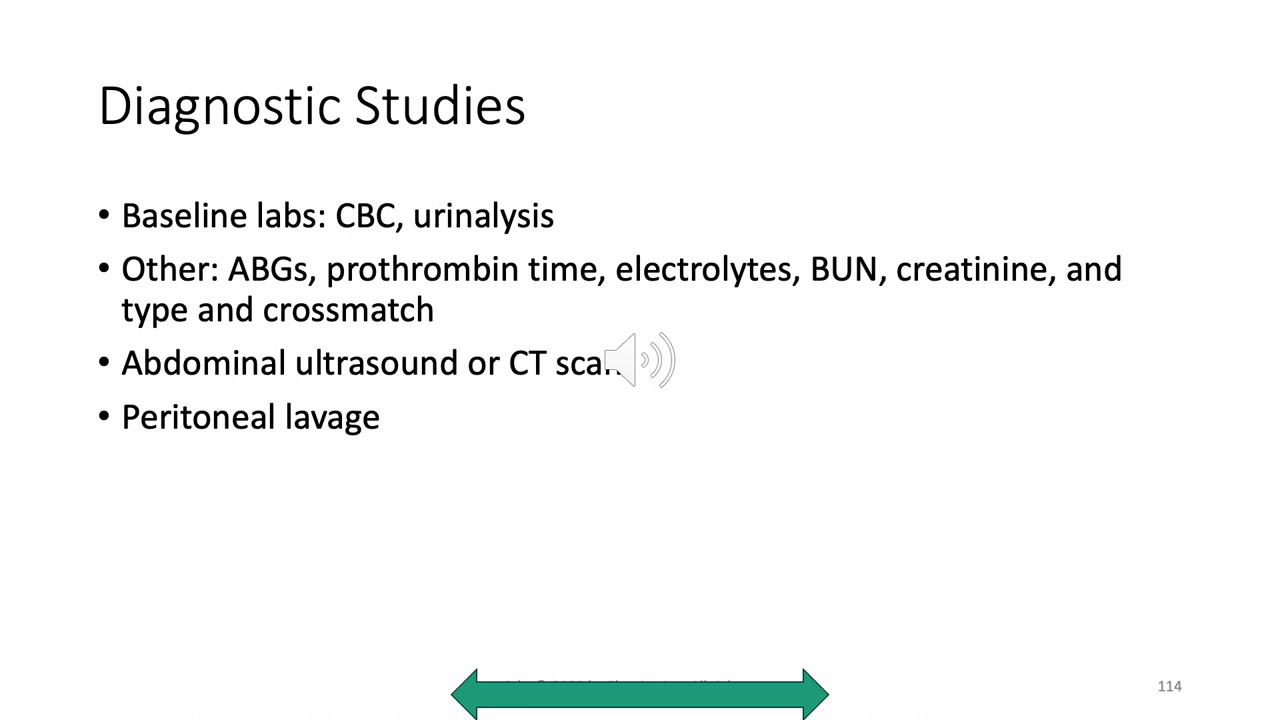 Diagnostic Studies
• Baseline labs: CBC, urinalysis
• Other: ABGs, prothrombin time, electrolytes, BUN, creatinine, and
type and crossmatch
• Abdominal ultrasound or CT scan
• Peritoneal lavage
114